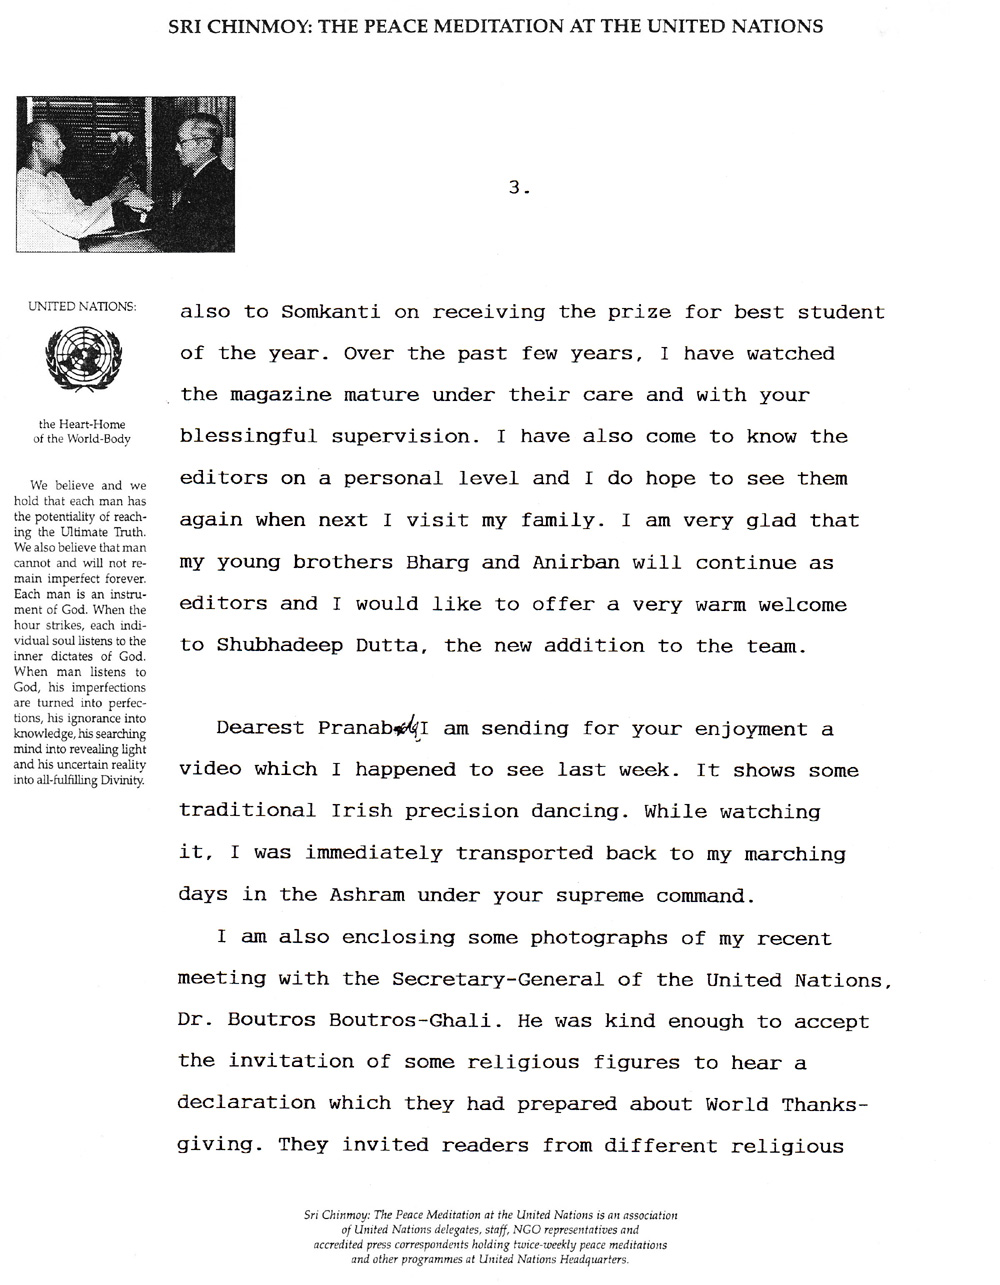 SRI CHINMOY: THE PEACE MEDITATION AT THE UNITED NATIONS
3.
UNITED NATIONS:
the Heart-Home
of the World-Body
We believe and we
hold that each man has
the potentiality of reach-
ing the Ultimate Truth.
We also believe that man
cannot and will not re-
main imperfect forever.
Each man is an instru-
ment of God. When the
hour strikes, each indi-
vidual soul listens to the
inner dictates of God.
When man listens to
God, his imperfections
are turned into perfec-
tions, his ignorance into
knowledge, his searching
mind into revealing light
and his uncertain reality
into all-fulfilling Divinity.
also to Somkanti on receiving the prize for best student
of the year. Over the past few years, I have watched
the magazine mature under their care and with your
blessingful supervision. I have also come to know the
editors on a personal level and I do hope to see them
again when next I visit my family. I am very glad that
my young brothers Bharg and Anirban will continue as
editors and I would like to offer a very warm welcome
to Shubhadeep Dutta, the new addition to the team.
Dearest I am sending for your enjoyment a
video which I happened to see last week. It shows some
traditional Irish precision dancing. While watching
it, I was immediately transported back to my marching
days in the Ashram under your supreme command.
I am also enclosing some photographs of my recent
meeting with the Secretary-General of the United Nations,
Dr. Boutros Boutros-Ghali. He was kind enough to accept
the invitation of some religious figures to hear a
declaration which they had prepared about World Thanks-
giving. They invited readers from different religious
Sri Chinmoy: The Peace Meditation at the United Nations is an association
of United Nations delegates, staff, NGO representatives and
accredited press correspondents holding twice-weekly peace meditations
and other programmes at United Nations Headquarters.